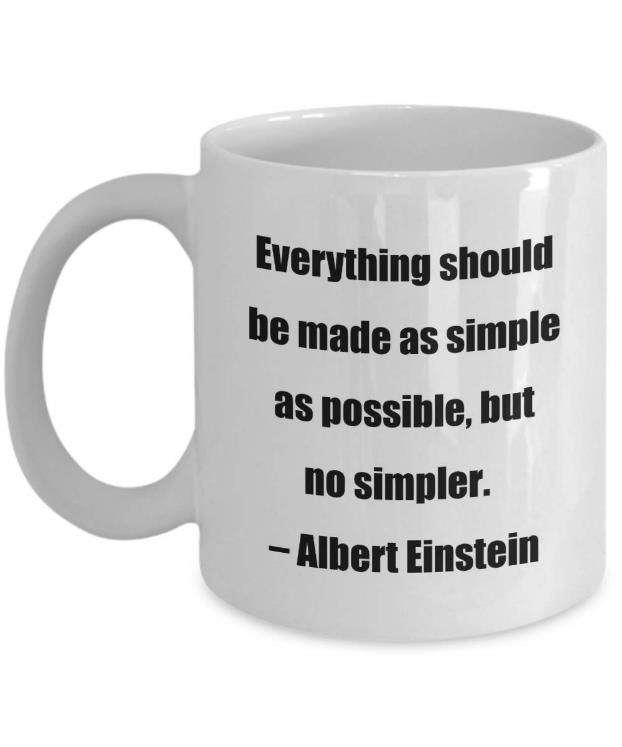 Everything should
be made as simple
as possible, but
no simpler.
– Albert Einstein